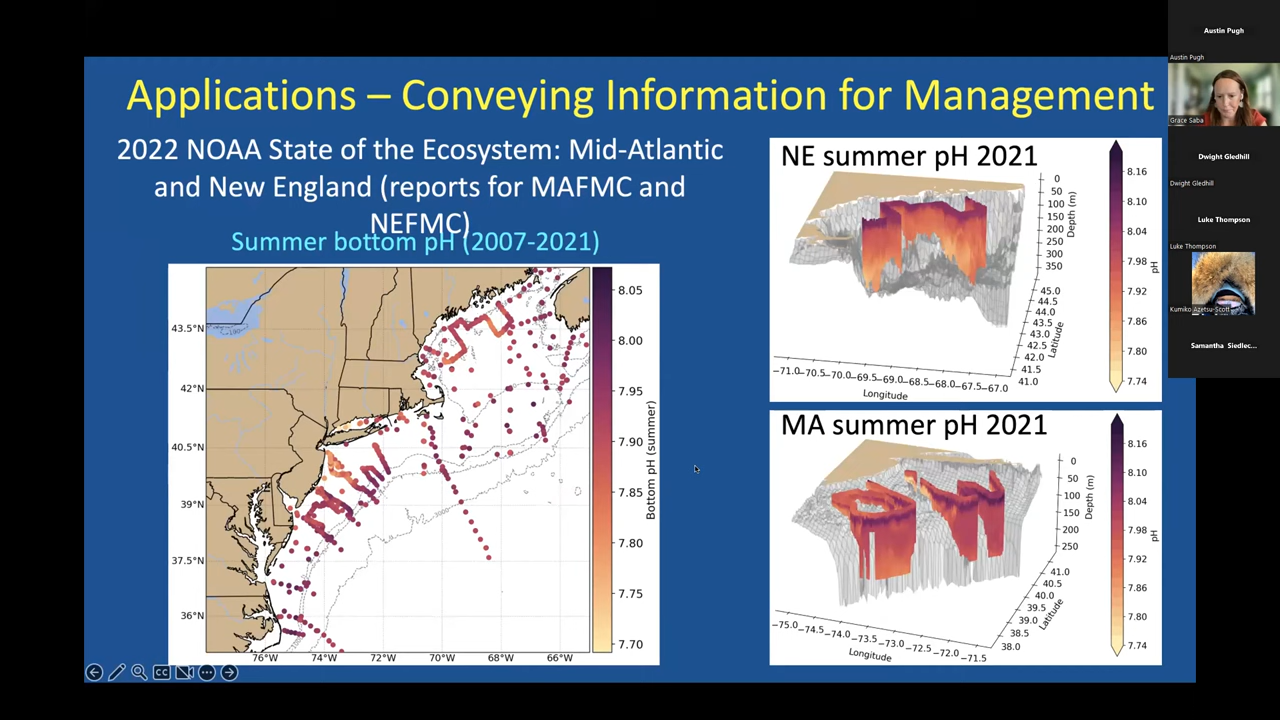 Applications – Conveying Information for Management
2022 NOAA State of the Ecosystem: Mid-Atlantic
and New England (reports for MAFMC and
NEFMC)
Summer bottom pH (2007-2021)
43.5°N
42°N
40.5°N
39°N
37.5°N
36°N
76°W
74°W
72°W
70°W
68°W
66°W
8.05
8.00
7.95
7.90
7.85
7.80
7.75
7.70
Bottom pH (summer)
NE summer pH 2021
0
50
100
150
200
250
300
350
Depth (m)
45.0
44.5
44.0
43.5
43.0
42.5
42.0
41.5
41.0
Latitude
−71.0
−70.5
−70.0
−69.5
−69.0
−68.5
−68.0
−67.5
−67.0
Longitude
8.16
8.10
8.04
7.98
7.92
7.86
7.80
7.74
pH
MA summer pH 2021
0
50
100
150
200
250
Depth (m)
41.0
40.5
40.0
39.5
39.0
38.5
38.0
Latitude
−75.0
−74.5
−74.0
−73.5
−73.0
−72.5
−72.0
−71.5
Longitude
8.16
8.10
8.04
7.98
7.92
7.86
7.80
7.74
pH
CC
Austin Pugh
Austin Pugh
Grace Saba
Dwight Gledhill
Dwight Gledhill
Luke Thompson
Luke Thompson
Kumiko Azetsu-Scott
Samantha Siedlec...